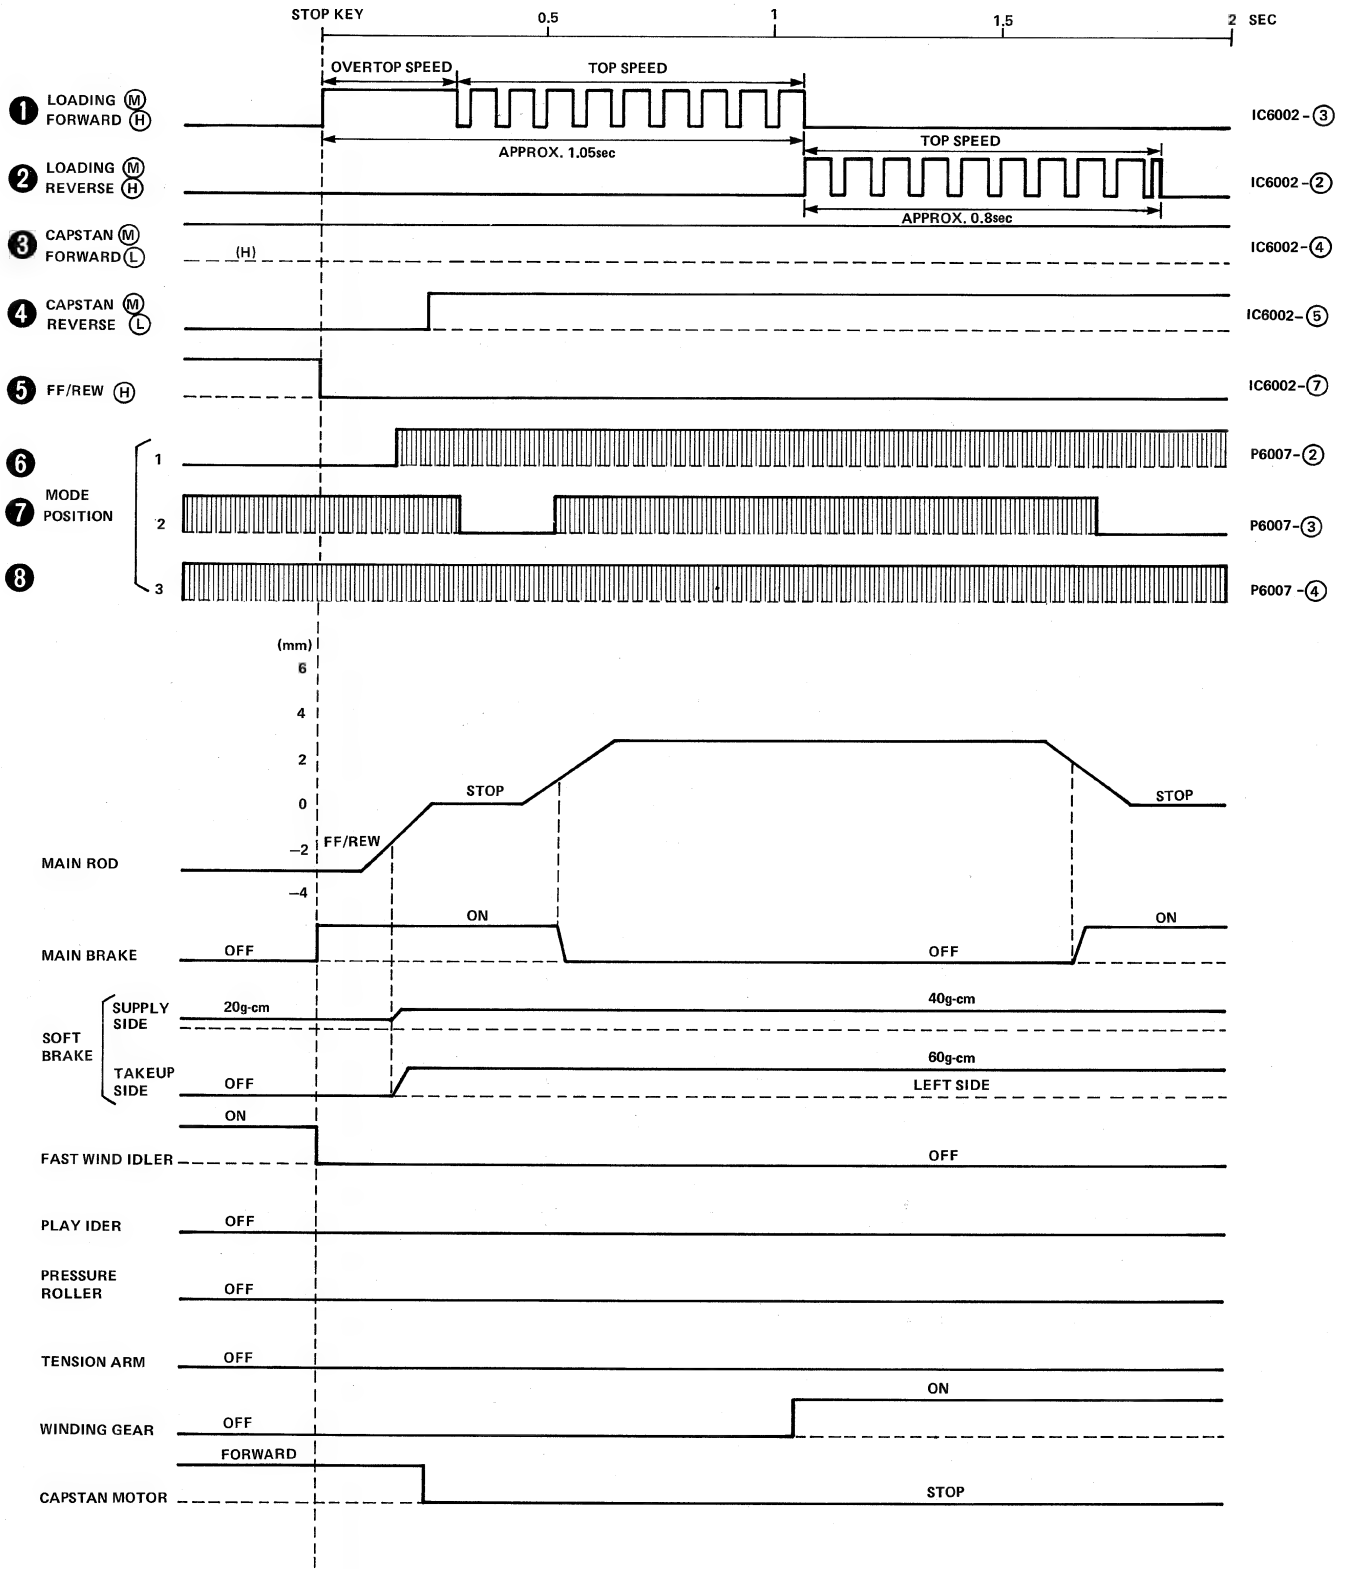 STOP KEY 0.5 1 1.5 2 SEC
OVERTOP SPEED TOP SPEED
1 LOADING M
FORWARD H IC6002-3
APPROX. 1.05sec
TOP SPEED
2 LOADING M
REVERSE H IC6002-2
APPROX. 0.8sec
3 CAPSTAN M
FORWARD L (H) IC6002-4
4 CAPSTAN M
REVERSE L IC6002-5
5 FF/REW H IC6002-7
6 1 P6007-2
7 MODE
POSITION 2 P6007-3
8 3 P6007-4
(mm)
6
4
2
0
-2
-4
MAIN ROD
FF/REW
STOP
STOP
MAIN BRAKE OFF ON OFF ON
SOFT
BRAKE
SUPPLY
SIDE 20g-cm 40g-cm
TAKEUP
SIDE OFF 60g-cm
LEFT SIDE
FAST WIND IDLER ON OFF
PLAY IDER OFF
PRESSURE
ROLLER OFF
TENSION ARM OFF
WINDING GEAR OFF ON
CAPSTAN MOTOR FORWARD STOP